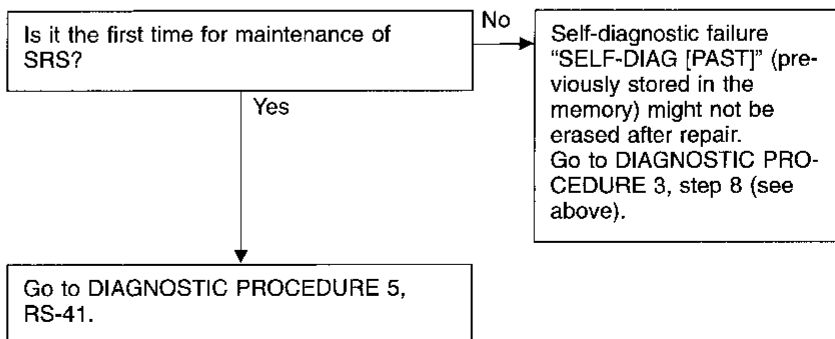 Is it the first time for maintenance of
SRS?
No
Self-diagnostic failure
“SELF-DIAG [PAST]” (pre-
viously stored in the
memory) might not be
erased after repair.
Go to DIAGNOSTIC PRO-
CEDURE 3, step 8 (see
above).
Yes
Go to DIAGNOSTIC PROCEDURE 5,
RS-41.